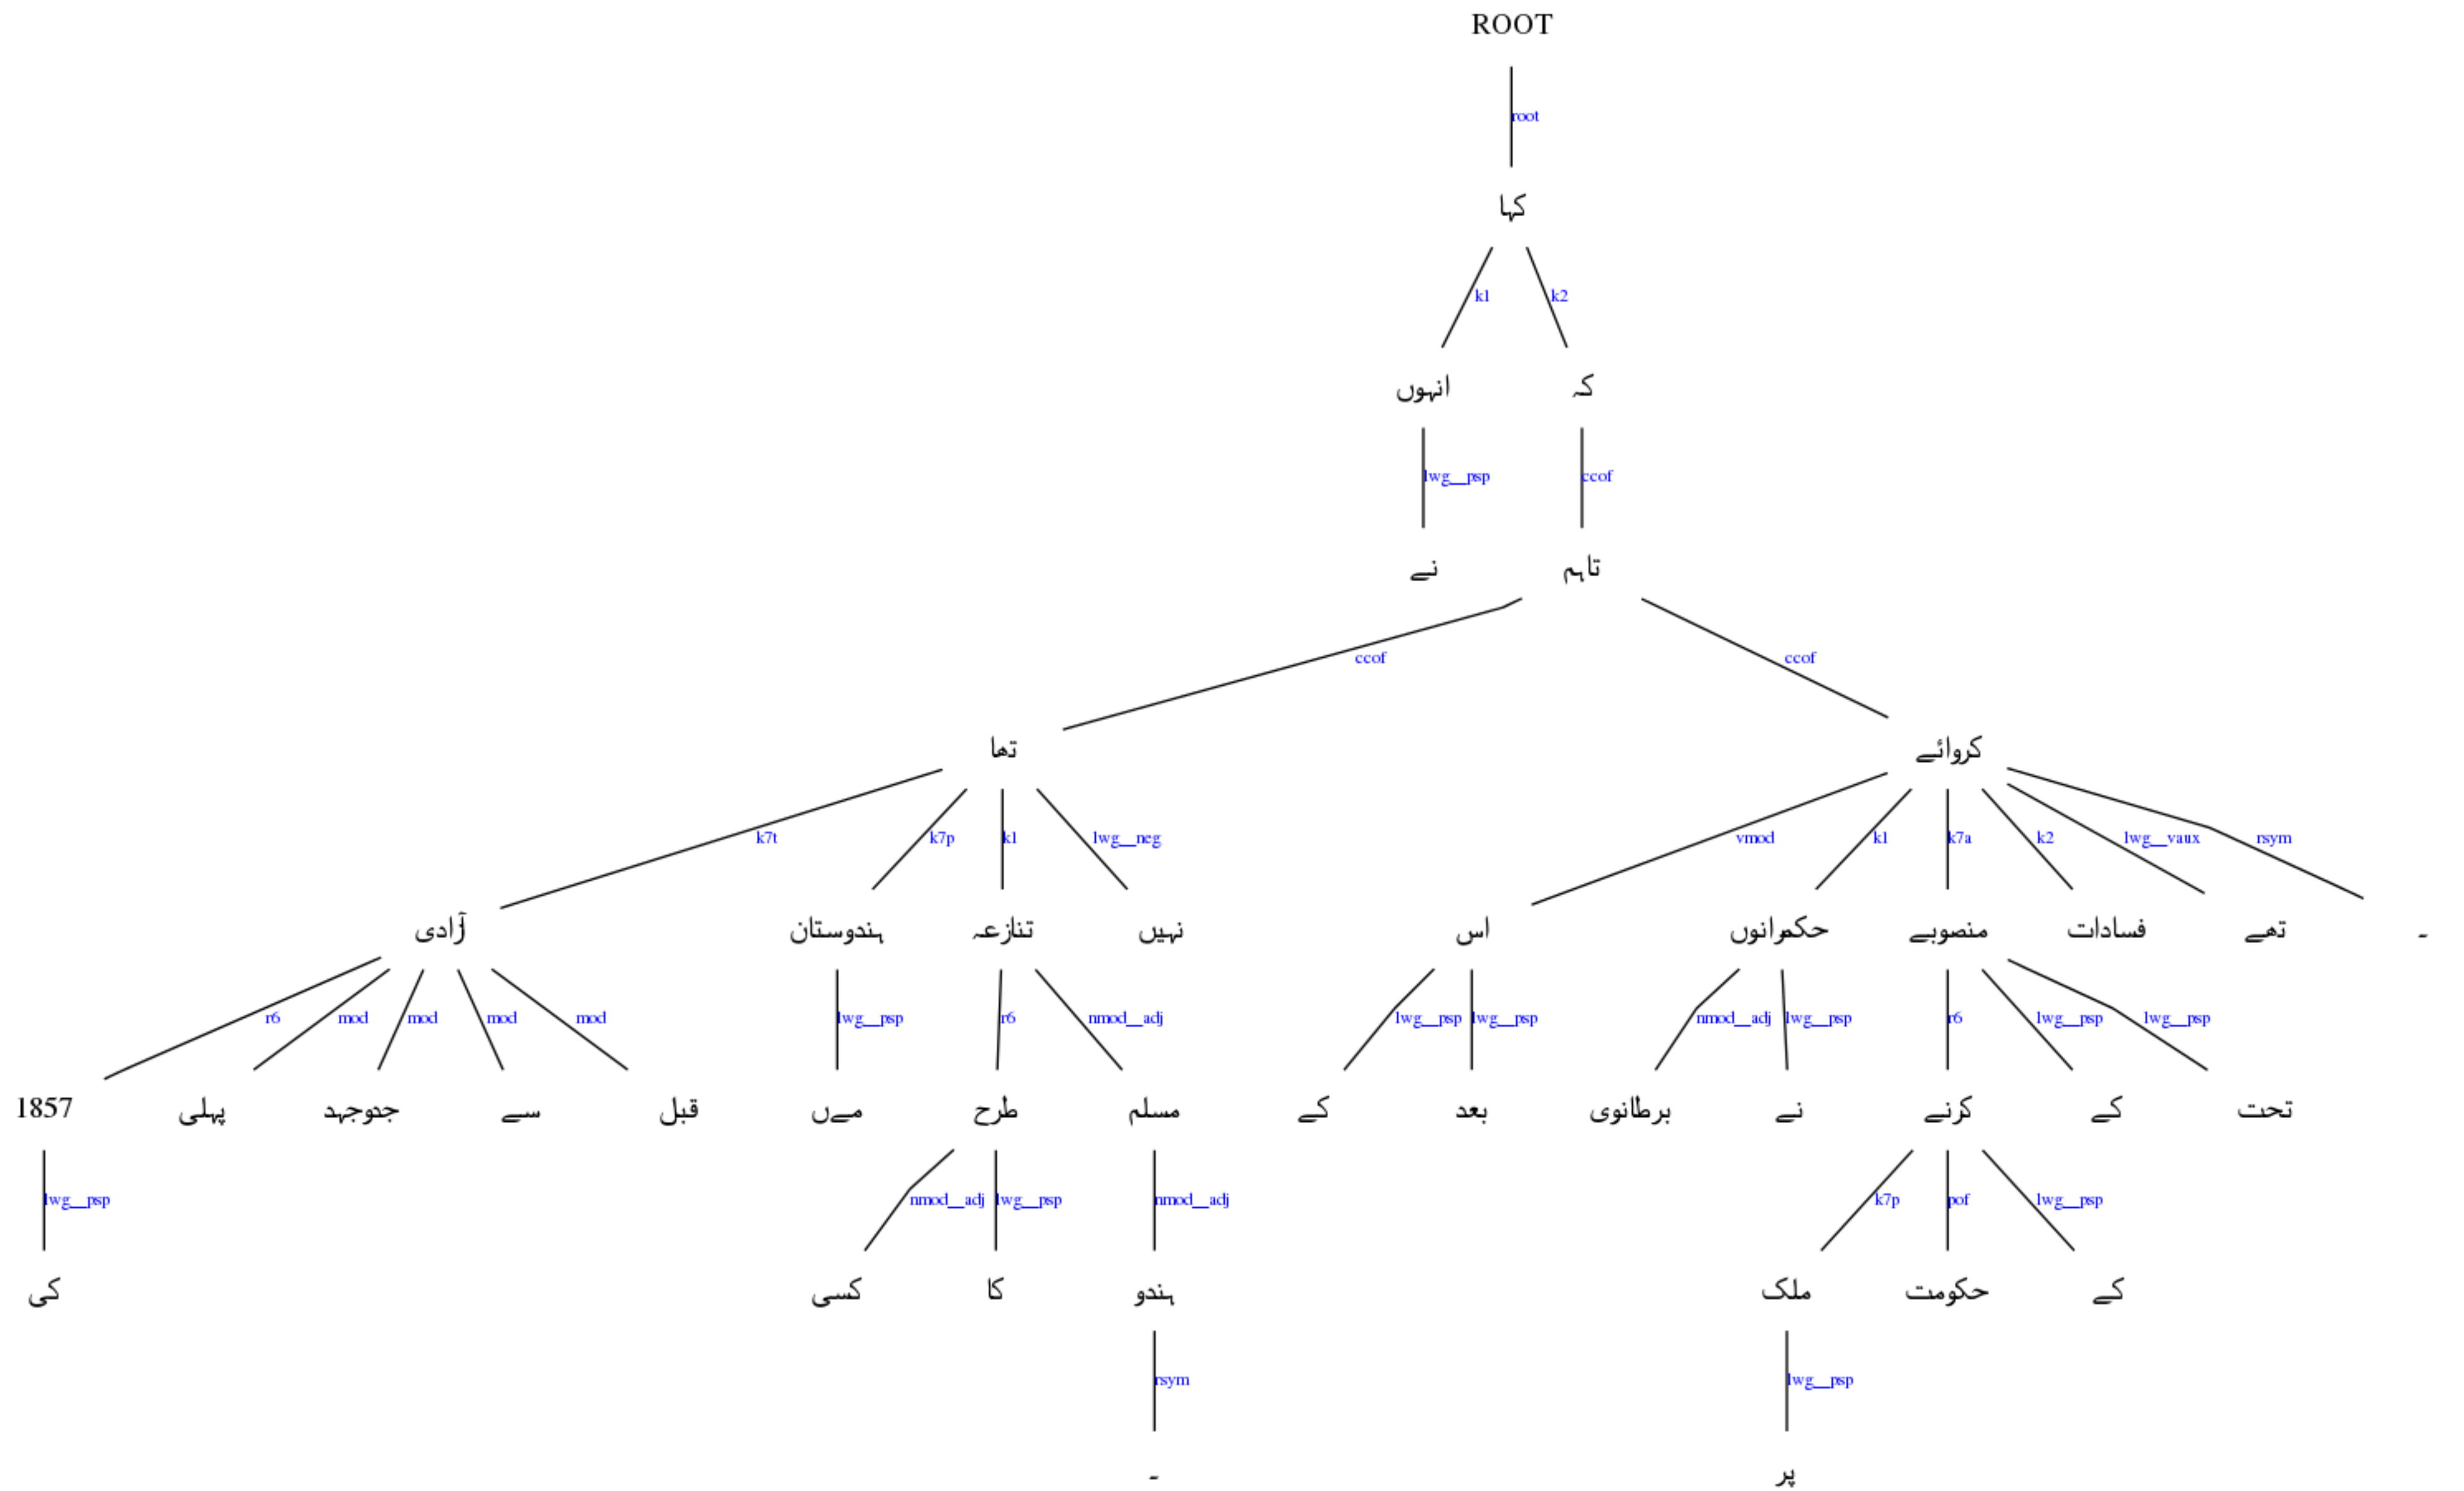 ROOT
root
کہا
k1 k2
انہوں کہ
lwg__psp ccof
نے تاہم
ccof ccof
تھا کروائے
k7t k7p k1 lwg__neg vmod k1 k7a k2 lwg__vaux rsym
آزادی ہندوستان تنازعہ نہیں اس حکمرانوں منصوبے فسادات تھے ۔
r6 mod mod mod mod lwg__psp r6 nmod__adj lwg__psp lwg__psp nmod__adj lwg__psp r6 lwg__psp lwg__psp
1857 پہلی جدوجہد سے قبل مےں طرح مسلم کے بعد برطانوی نے کرنے کے تحت
lwg__psp nmod__adj lwg__psp nmod__adj k7p pof lwg__psp
کی کسی کا ہندو ملک حکومت کے
rsym lwg__psp
۔ پر